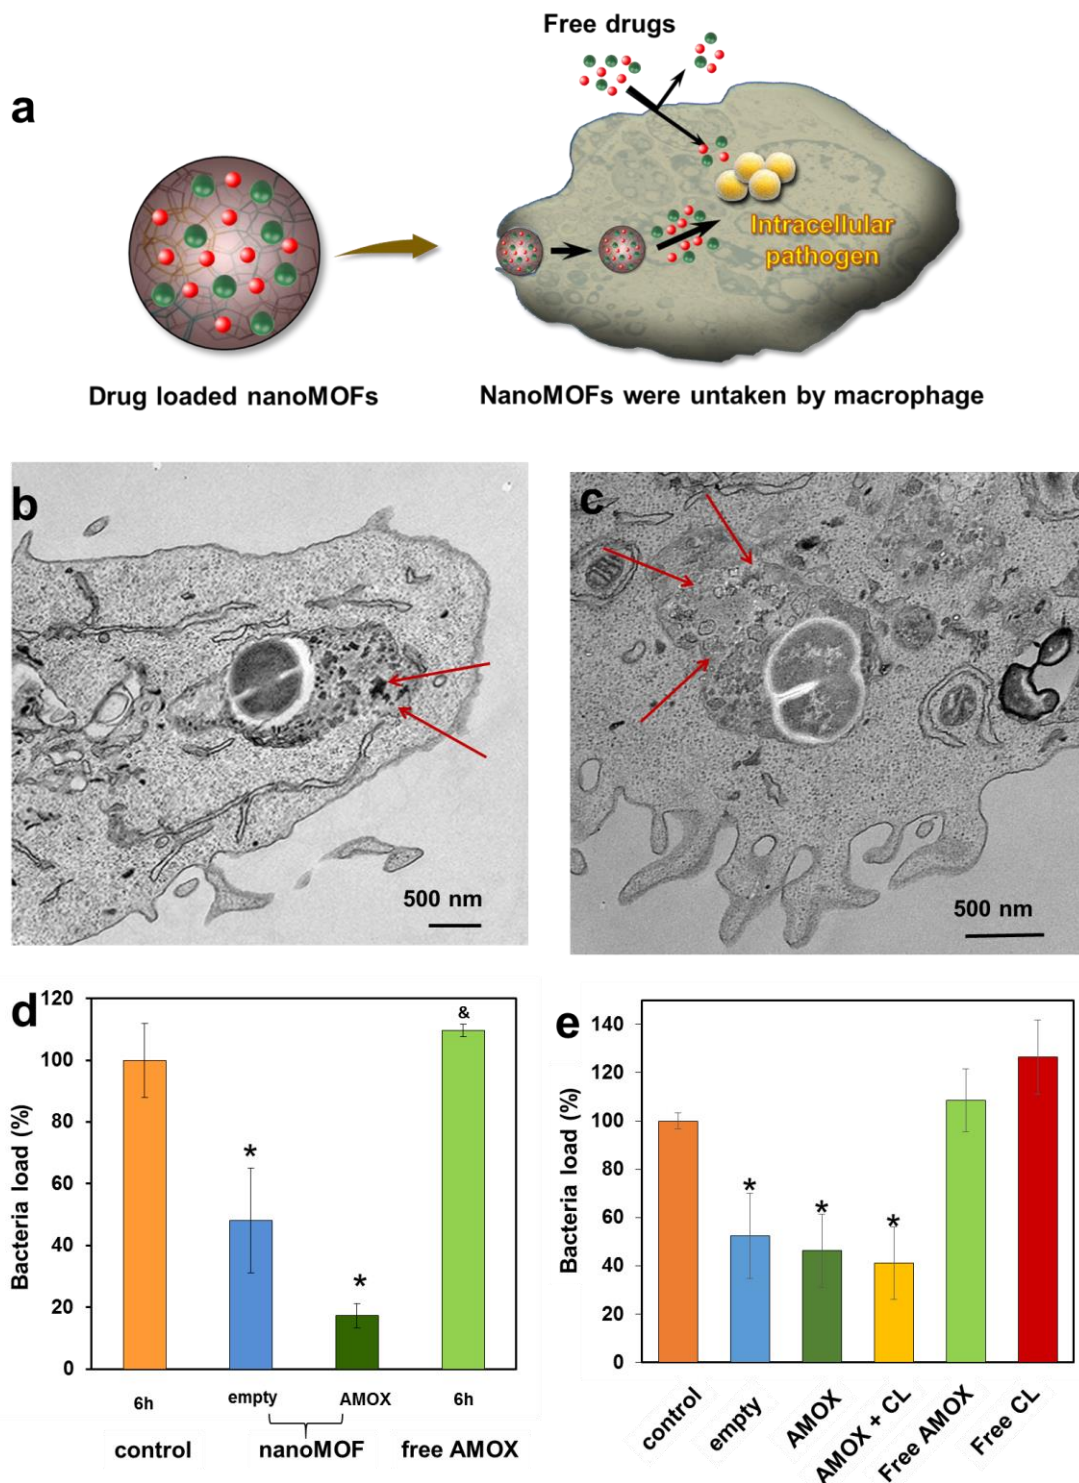 a
Free drugs
Intracellular
pathogen
Drug loaded nanoMOFs
NanoMOFs were untaken by macrophage
b
500 nm
c
500 nm
d
Bacteria load (%)
120
100
80
60
40
20
0
*
*
&
6h
empty
AMOX
6h
control
nanoMOF
free AMOX
e
Bacteria load (%)
140
120
100
80
60
40
20
0
*
*
*
control
empty
AMOX
AMOX + CL
Free AMOX
Free CL